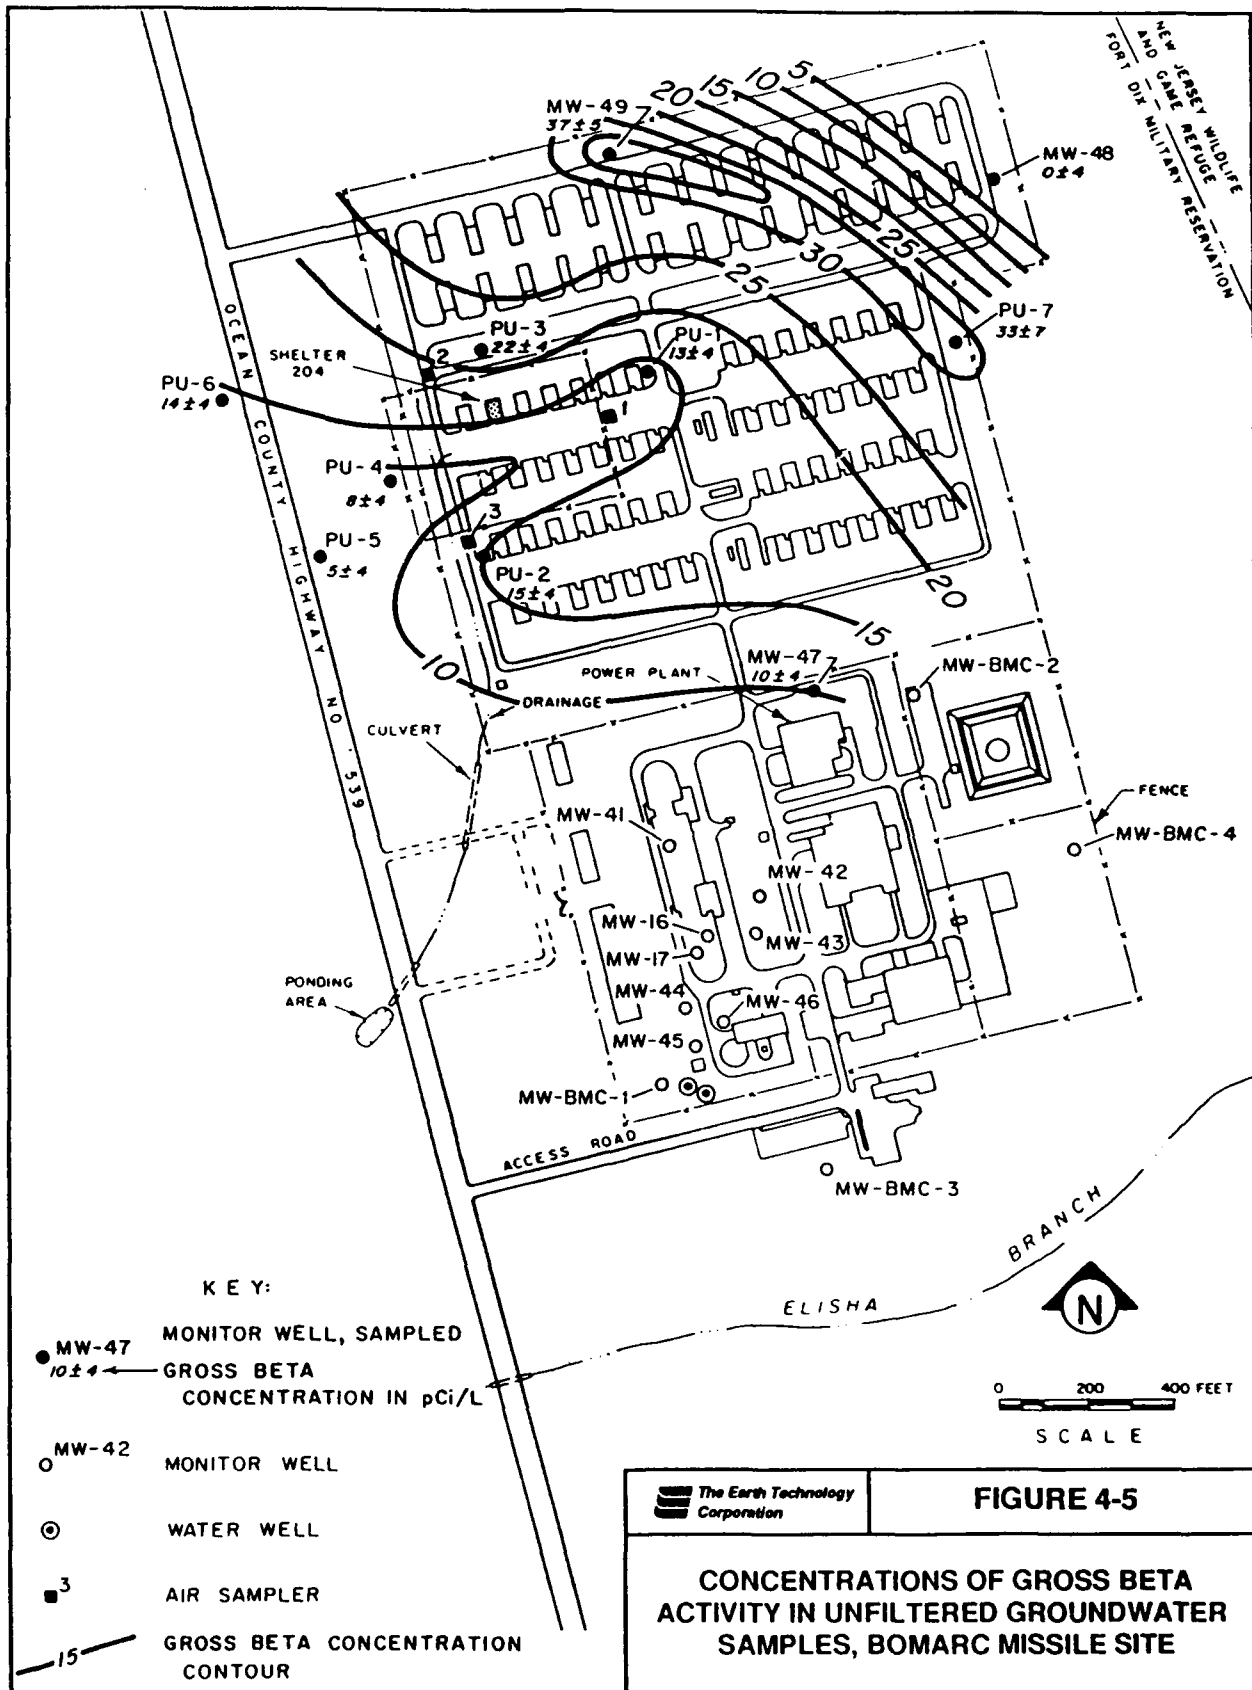 NEW JERSEY WILDLIFE
AND GAME REFUGE
FORT DIX MILITARY RESERVATION
5
10
15
20
MW-49
37±5
MW-48
0±4
25
30
25
PU-7
33±7
OCEAN COUNTY HIGHWAY NO. 539
PU-3
22±4
PU-1
13±4
SHELTER
204
2
PU-6
14±4
1
PU-4
8±4
3
PU-5
5±4
PU-2
15±4
20
15
10
MW-47
10±4
MW-BMC-2
POWER PLANT
DRAINAGE
CULVERT
FENCE
MW-41
MW-BMC-4
MW-42
MW-16
MW-43
MW-17
PONDING
AREA
MW-44
MW-46
MW-45
MW-BMC-1
ACCESS ROAD
MW-BMC-3
ELISHA BRANCH
N
0 200 400 FEET
SCALE
KEY:
MW-47 MONITOR WELL, SAMPLED
10±4 GROSS BETA
CONCENTRATION IN pCi/L
MW-42 MONITOR WELL
WATER WELL
3 AIR SAMPLER
15 GROSS BETA CONCENTRATION
CONTOUR
The Earth Technology
Corporation
FIGURE 4-5
CONCENTRATIONS OF GROSS BETA
ACTIVITY IN UNFILTERED GROUNDWATER
SAMPLES, BOMARC MISSILE SITE